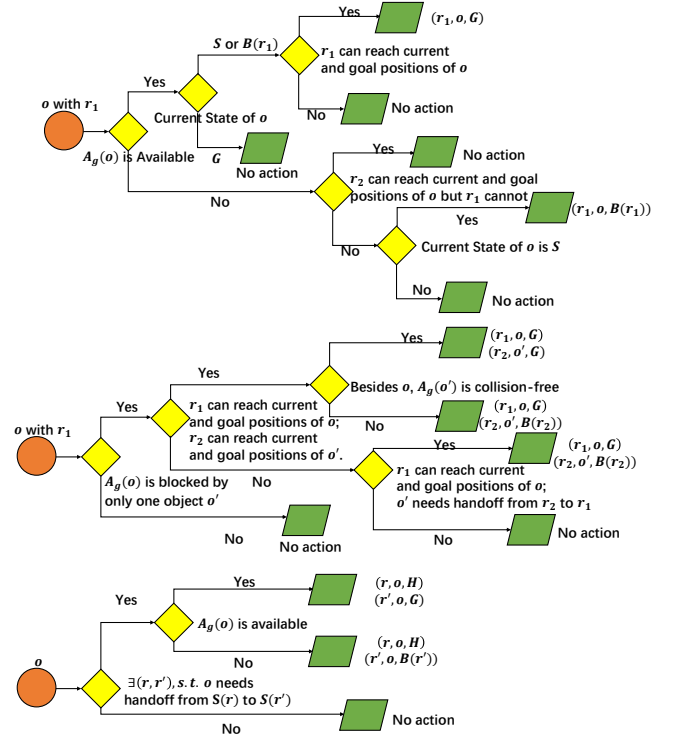 Yes
(r₁, o, G)
S or B(r₁)
r₁ can reach current
and goal positions of o
Yes
No
No action
o with r₁
Current State of o
A_g(o) is Available
G
No action
Yes
No action
r₂ can reach current and goal
positions of o but r₁ cannot
No
Yes
(r₁, o, B(r₁))
No
Current State of o is S
No
No action
Yes
(r₁, o, G)
(r₂, o′, G)
Yes
Besides o, A_g(o′) is collision-free
Yes
r₁ can reach current
and goal positions of o;
r₂ can reach current
and goal positions of o′.
No
(r₁, o, G)
(r₂, o′, B(r₂))
o with r₁
Yes
(r₁, o, G)
(r₂, o′, B(r₂))
A_g(o) is blocked by
only one object o′
No
r₁ can reach current
and goal positions of o;
o′ needs handoff from r₂ to r₁
No
No action
No
No action
Yes
(r, o, H)
(r′, o, G)
Yes
A_g(o) is available
No
(r, o, H)
(r′, o, B(r′))
o
∃(r, r′), s.t. o needs
handoff from S(r) to S(r′)
No
No action